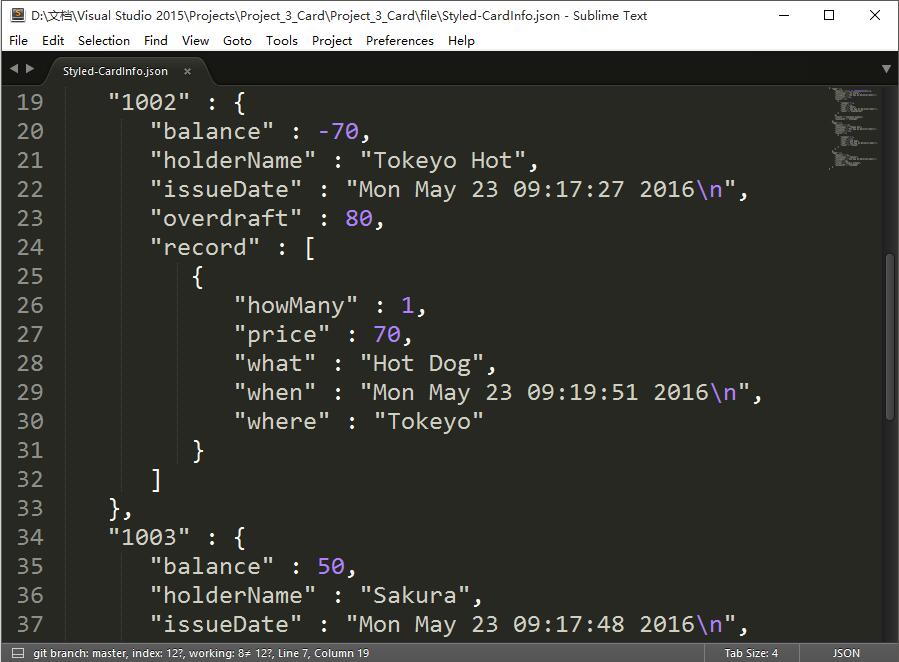 D:\文档\Visual Studio 2015\Projects\Project_3_Card\Project_3_Card\file\Styled-CardInfo.json - Sublime Text
File Edit Selection Find View Goto Tools Project Preferences Help
Styled-CardInfo.json ×
19 "1002" : {
20 "balance" : -70,
21 "holderName" : "Tokeyo Hot",
22 "issueDate" : "Mon May 23 09:17:27 2016\n",
23 "overdraft" : 80,
24 "record" : [
25 {
26 "howMany" : 1,
27 "price" : 70,
28 "what" : "Hot Dog",
29 "when" : "Mon May 23 09:19:51 2016\n",
30 "where" : "Tokeyo"
31 }
32 ]
33 },
34 "1003" : {
35 "balance" : 50,
36 "holderName" : "Sakura",
37 "issueDate" : "Mon May 23 09:17:48 2016\n",
git branch: master, index: 12?, working: 8≠ 12?, Line 7, Column 19 Tab Size: 4 JSON